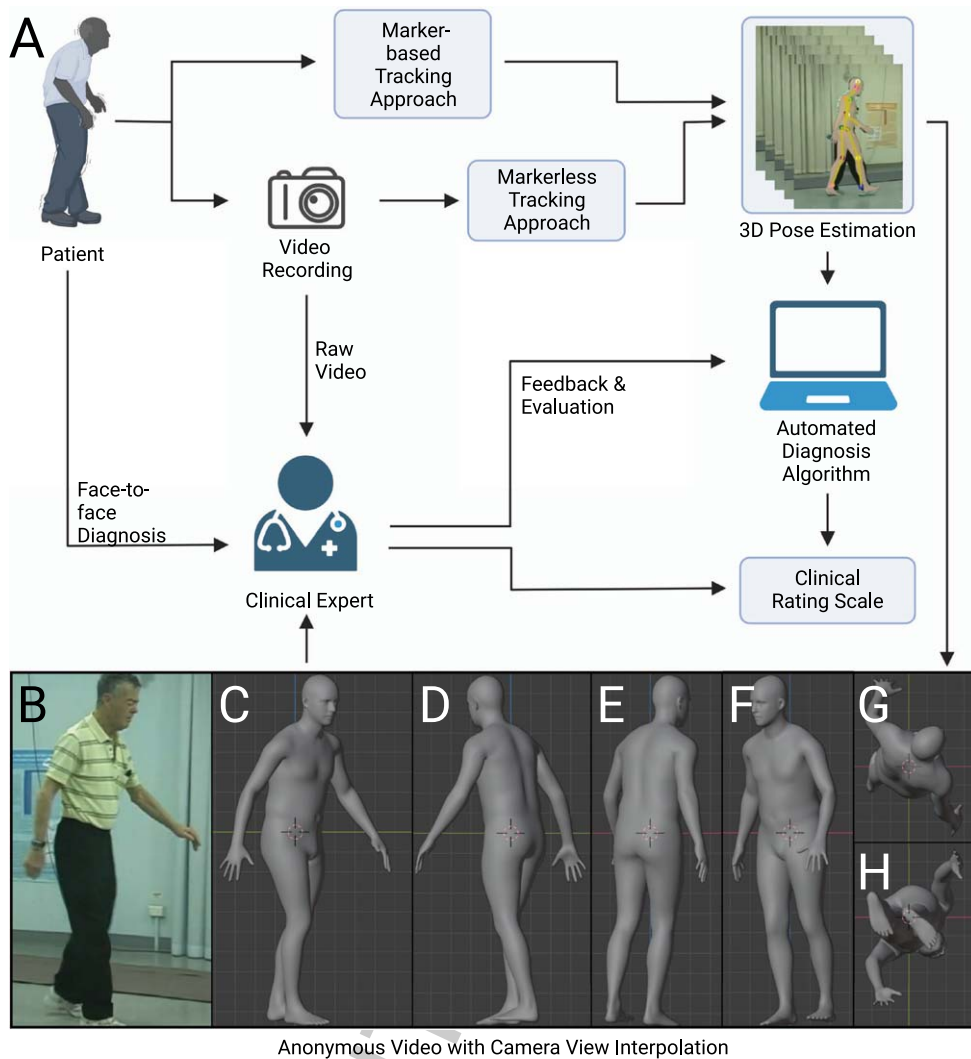 A
Marker-
based
Tracking
Approach
Markerless
Tracking
Approach
Patient
Video
Recording
3D Pose Estimation
Raw
Video
Feedback &
Evaluation
Automated
Diagnosis
Algorithm
Face-to-
face
Diagnosis
Clinical Expert
Clinical
Rating Scale
B
C
D
E
F
G
H
Anonymous Video with Camera View Interpolation